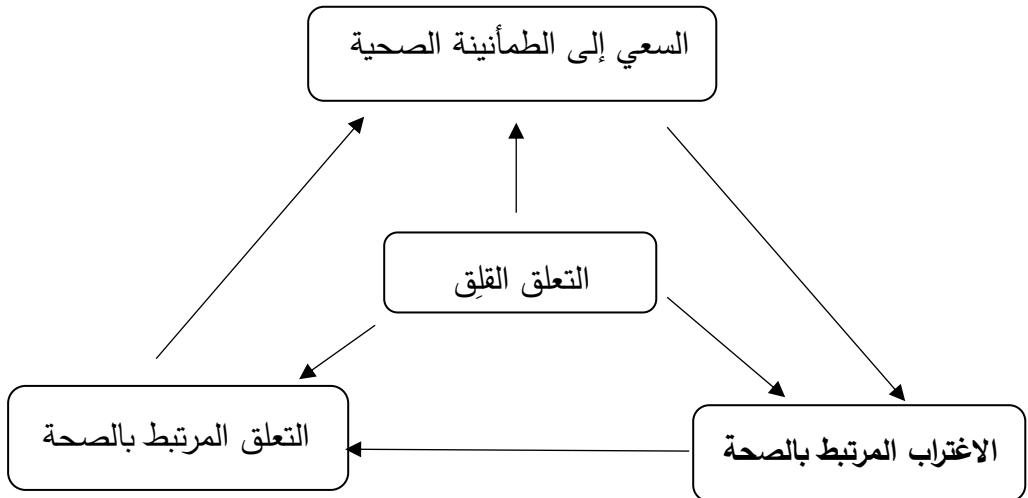 السعي إلى الطمأنينة الصحية
التعلق القلِق
الاغتراب المرتبط بالصحة
التعلق المرتبط بالصحة